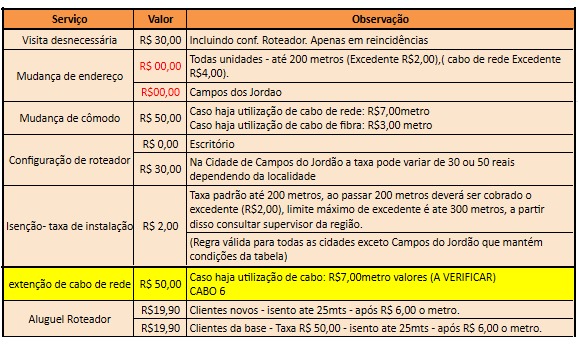 Serviço Valor Observação
Visita desnecessária R$ 30,00 Incluindo conf. Roteador. Apenas em reincidências
Mudança de endereço R$ 00,00 Todas unidades - até 200 metros (Excedente R$2,00),( cabo de rede Excedente
R$4,00).
R$00,00 Campos dos Jordao
Mudança de cômodo R$ 50,00 Caso haja utilização de cabo de rede: R$7,00metro
Caso haja utilização de cabo de fibra: R$3,00 metro
Configuração de roteador R$ 0,00 Escritório
R$ 30,00 Na Cidade de Campos do Jordão a taxa pode variar de 30 ou 50 reais
dependendo da localidade
Isenção- taxa de instalação R$ 2,00 Taxa padrão até 200 metros, ao passar 200 metros deverá ser cobrado o
excedente (R$2,00), limite máximo de excedente é ate 300 metros, a partir
disso consultar supervisor da região.
(Regra válida para todas as cidades exceto Campos do Jordão que mantém
condições da tabela)
extenção de cabo de rede R$ 50,00 Caso haja utilização de cabo: R$7,00metro valores (A VERIFICAR)
CABO 6
Aluguel Roteador R$19,90 Clientes novos - isento ate 25mts - após R$ 6,00 o metro.
R$19,90 Clientes da base - Taxa R$ 50,00 - isento ate 25mts - após R$ 6,00 o metro.